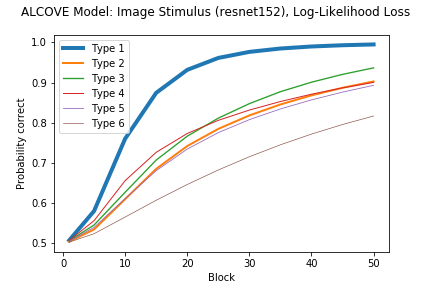 ALCOVE Model: Image Stimulus (resnet152), Log-Likelihood Loss
1.0
0.9
0.8
0.7
0.6
0.5
Probability correct
Type 1
Type 2
Type 3
Type 4
Type 5
Type 6
0
10
20
30
40
50
Block